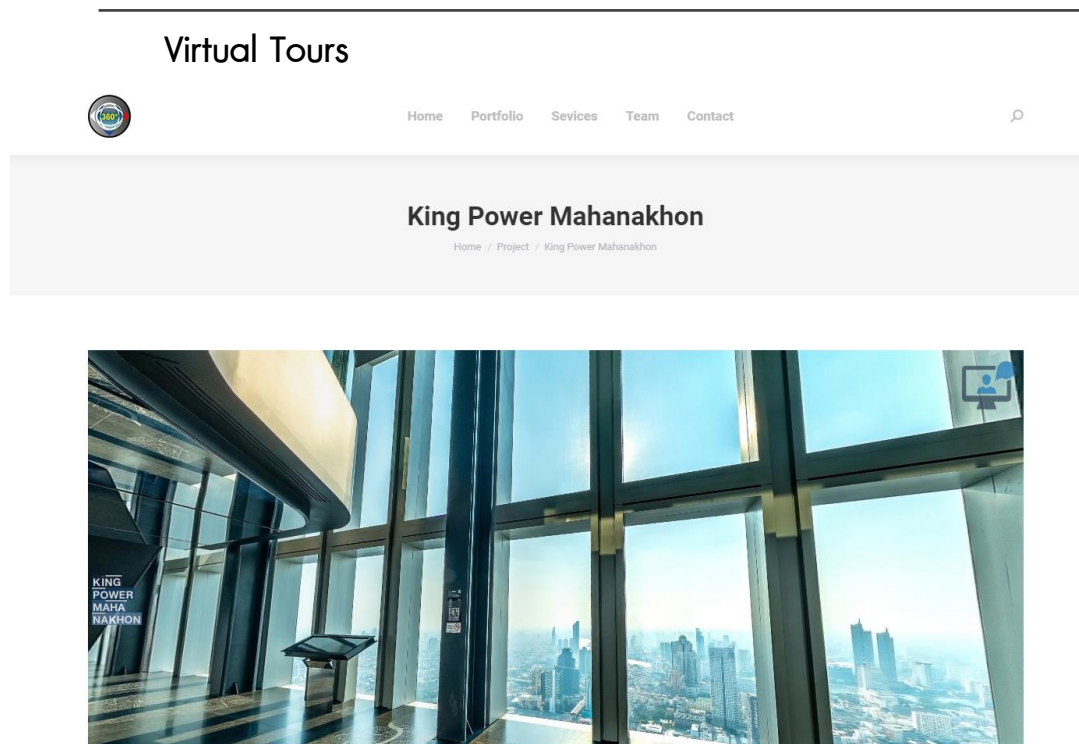 Virtual Tours
360°
Home Portfolio Sevices Team Contact
King Power Mahanakhon
Home / Project / King Power Mahanakhon
KING
POWER
MAHA
NAKHON